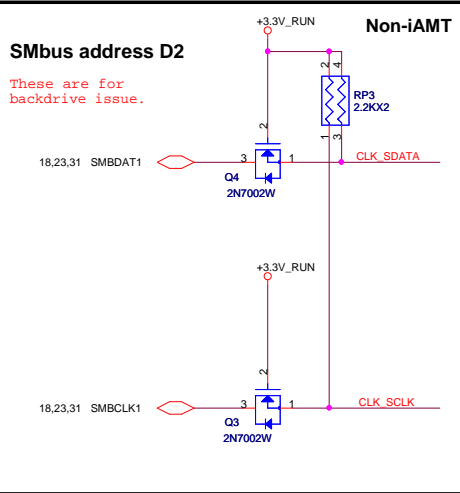 +3.3V_RUN
Non-iAMT
SMbus address D2
These are for
backdrive issue.
2
4
RP3
2.2KX2
2
1
3
18,23,31 SMBDAT1
3
1
CLK_SDATA
Q4
2N7002W
+3.3V_RUN
2
18,23,31 SMBCLK1
3
1
CLK_SCLK
Q3
2N7002W